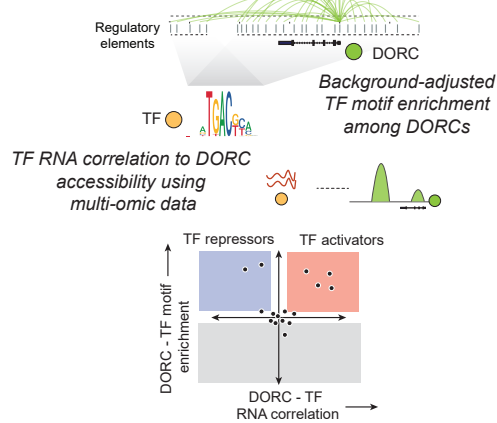 Regulatory
elements
DORC
Background-adjusted
TF motif enrichment
among DORCs
TF
TGAC
TF RNA correlation to DORC
accessibility using
multi-omic data
TF repressors
TF activators
DORC - TF motif
enrichment
DORC - TF
RNA correlation